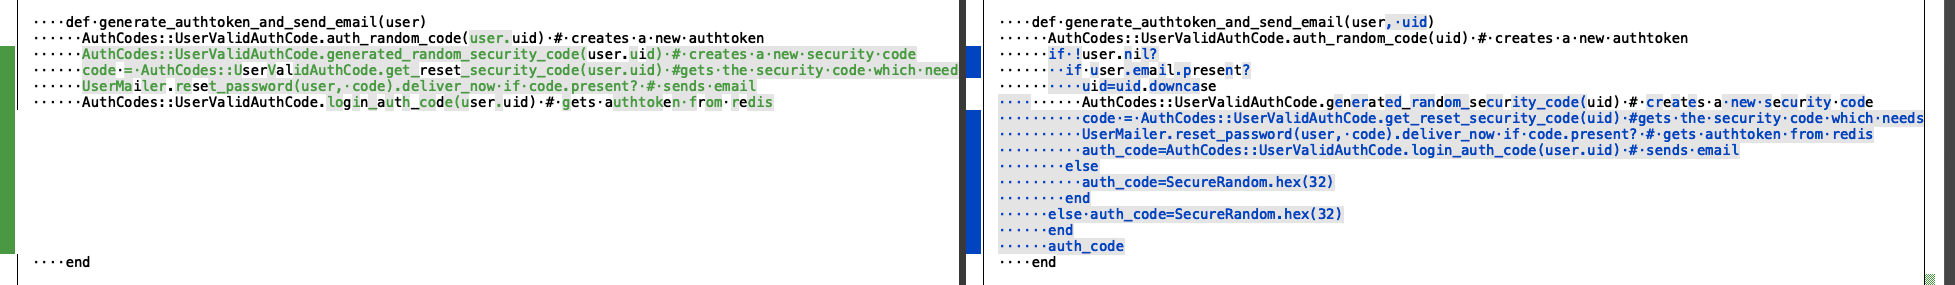 def generate_authtoken_and_send_email(user)
      AuthCodes::UserValidAuthCode.auth_random_code(user.uid) # creates a new authtoken
      AuthCodes::UserValidAuthCode.generated_random_security_code(user.uid) # creates a new security code
      code = AuthCodes::UserValidAuthCode.get_reset_security_code(user.uid) #gets the security code which need
      UserMailer.reset_password(user, code).deliver_now if code.present? # sends email
      AuthCodes::UserValidAuthCode.login_auth_code(user.uid) # gets authtoken from redis
    end
    def generate_authtoken_and_send_email(user, uid)
      AuthCodes::UserValidAuthCode.auth_random_code(uid) # creates a new authtoken
      if !user.nil?
        if user.email.present?
          uid=uid.downcase
          AuthCodes::UserValidAuthCode.generated_random_security_code(uid) # creates a new security code
          code = AuthCodes::UserValidAuthCode.get_reset_security_code(uid) #gets the security code which needs
          UserMailer.reset_password(user, code).deliver_now if code.present? # gets authtoken from redis
          auth_code=AuthCodes::UserValidAuthCode.login_auth_code(user.uid) # sends email
        else
          auth_code=SecureRandom.hex(32)
        end
      else auth_code=SecureRandom.hex(32)
      end
      auth_code
    end